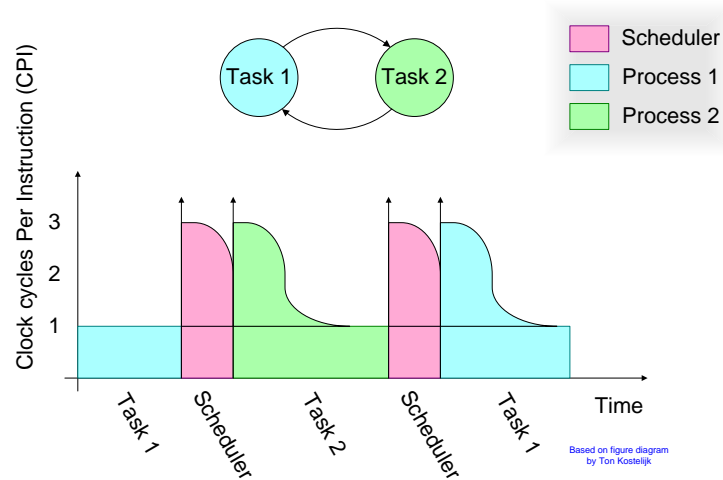 Task 1
Task 2
Scheduler
Process 1
Process 2
Clock cycles Per Instruction (CPI)
3
2
1
Task 1
Scheduler
Task 2
Scheduler
Task 1
Time
Based on figure diagram
by Ton Kostelijk